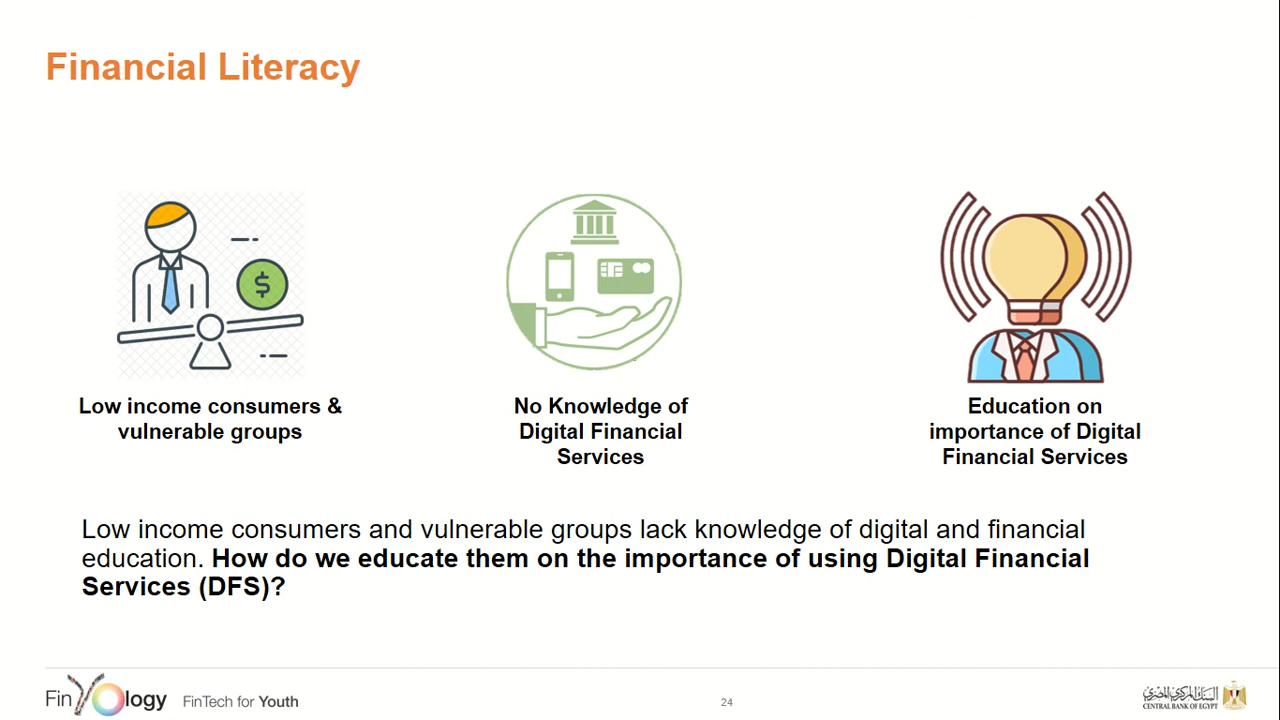 Financial Literacy
$
Low income consumers &
vulnerable groups
No Knowledge of
Digital Financial
Services
Education on
importance of Digital
Financial Services
Low income consumers and vulnerable groups lack knowledge of digital and financial
education. How do we educate them on the importance of using Digital Financial
Services (DFS)?
FinYology FinTech for Youth
24
البنك المركزي المصري
CENTRAL BANK OF EGYPT